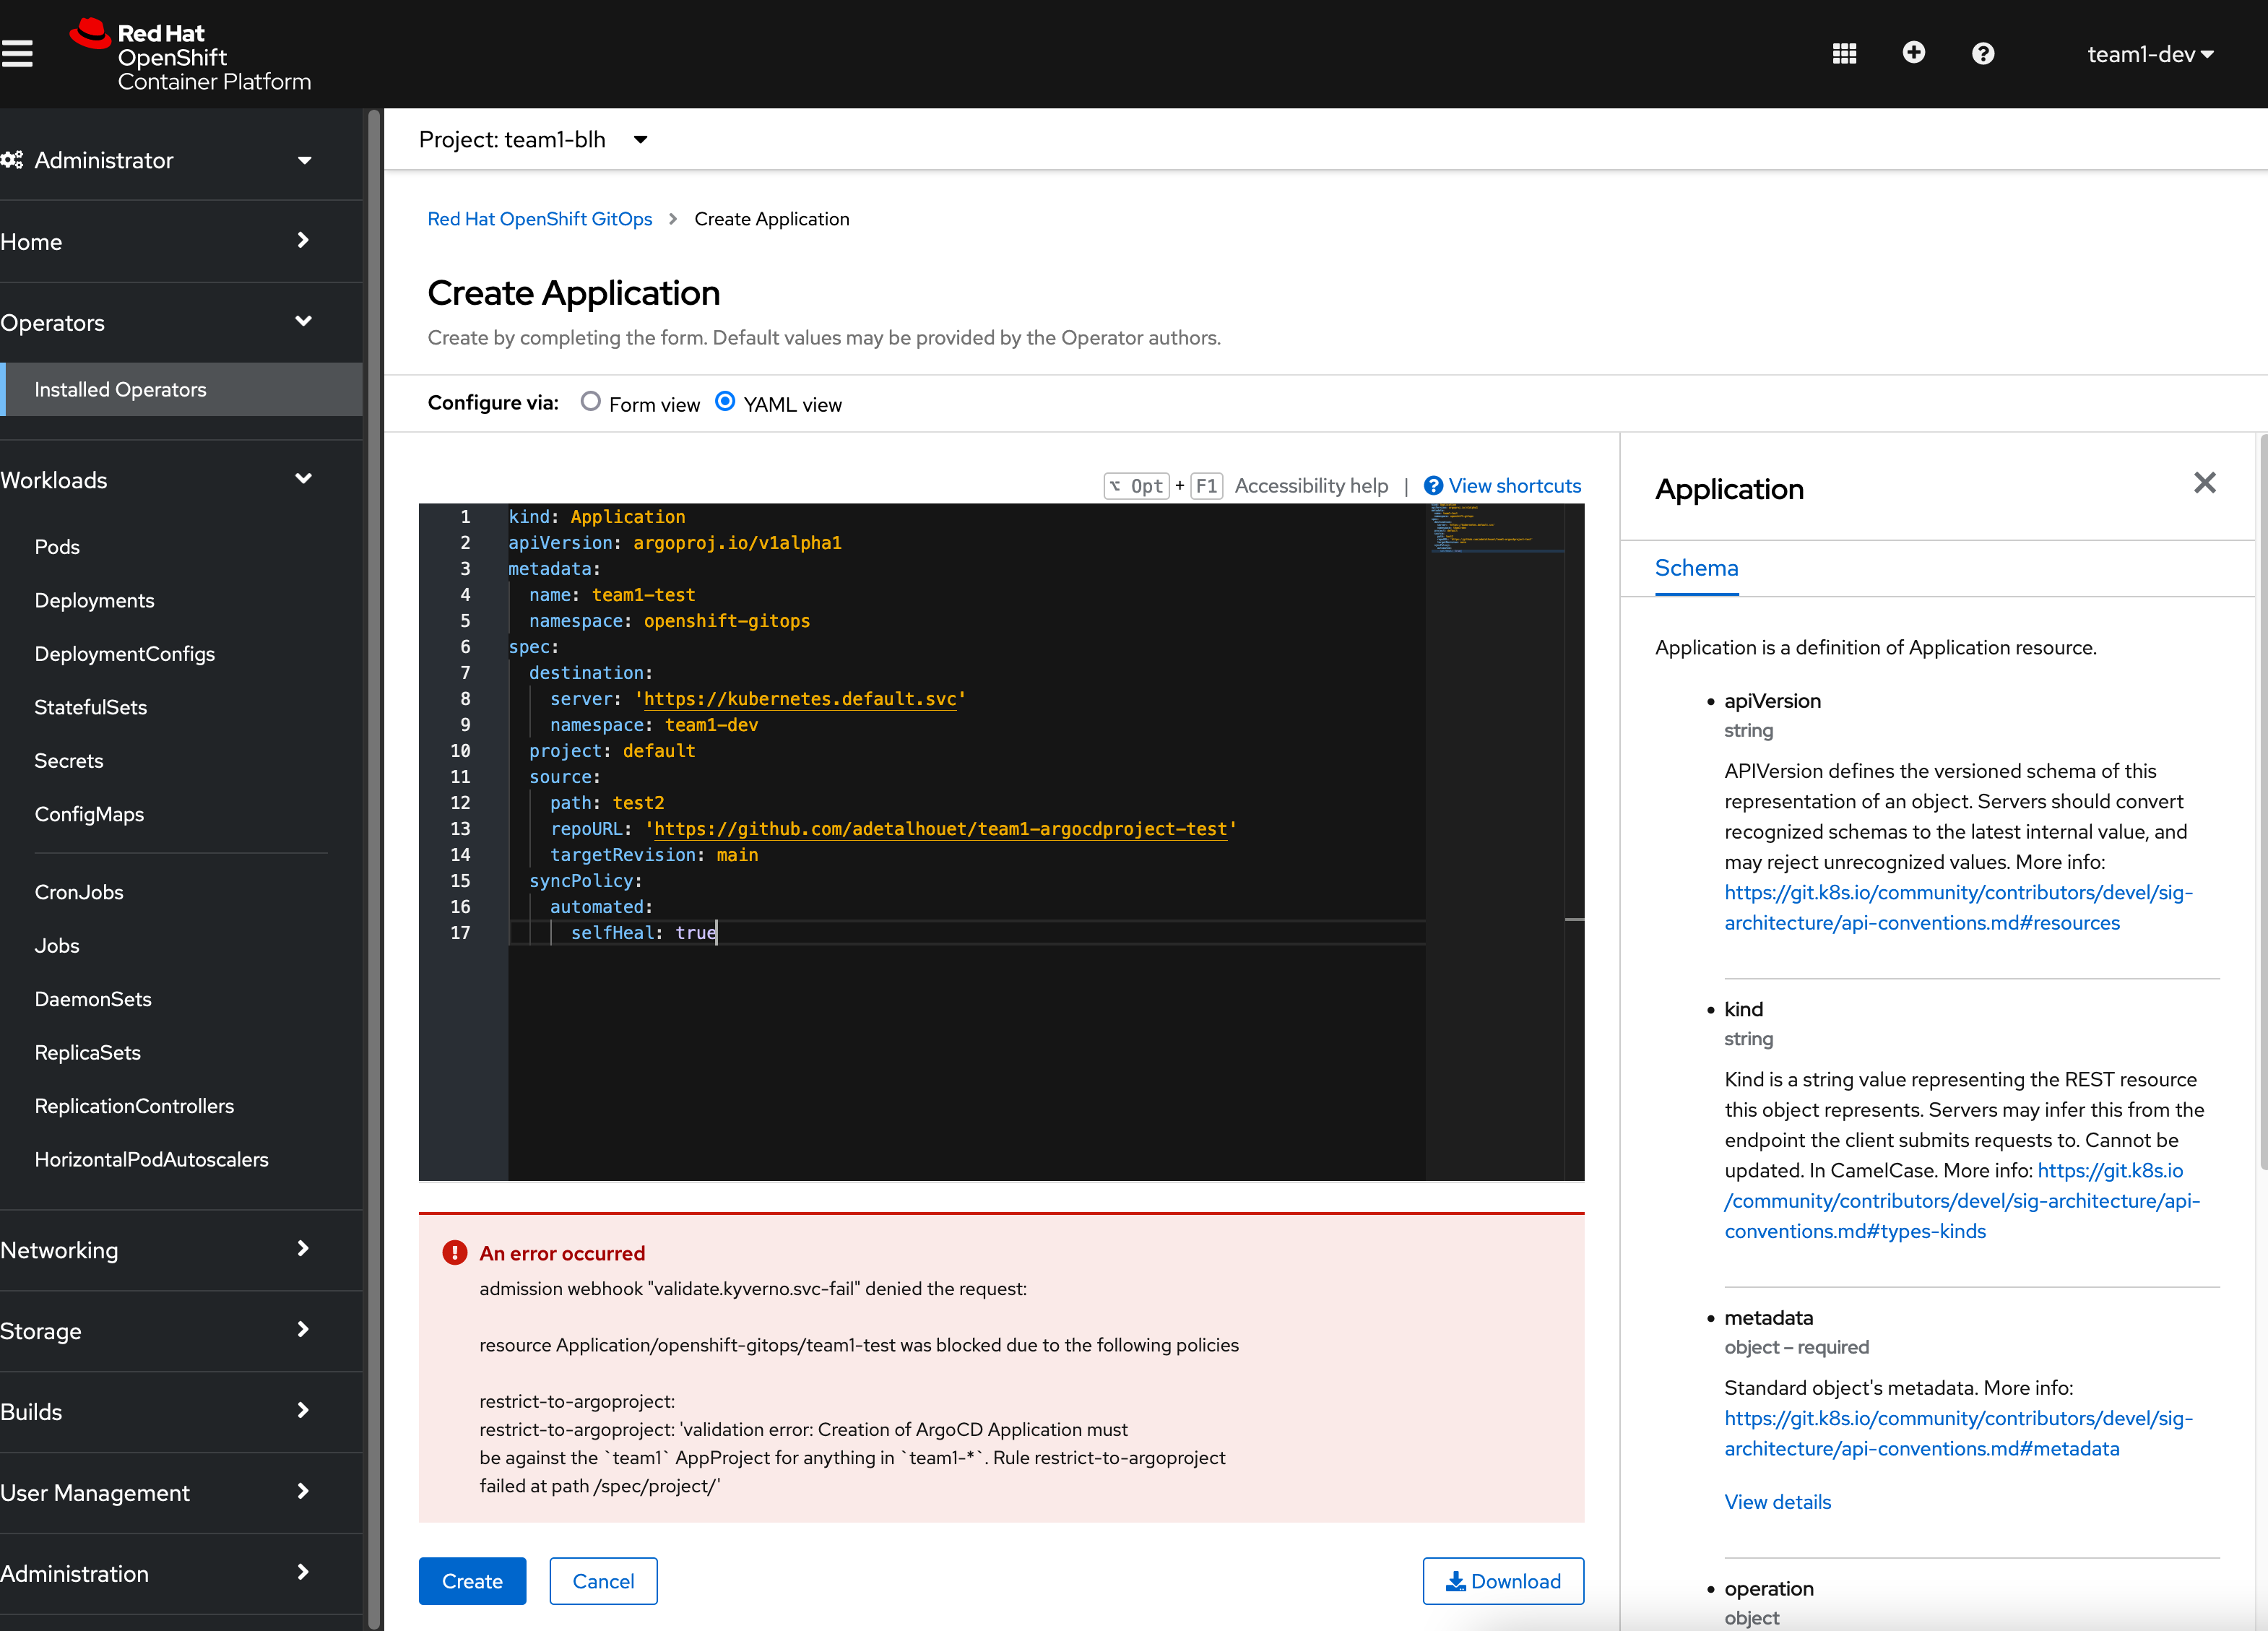 Red Hat
OpenShift
Container Platform
team1-dev
Administrator
Home
Operators
Installed Operators
Workloads
Pods
Deployments
DeploymentConfigs
StatefulSets
Secrets
ConfigMaps
CronJobs
Jobs
DaemonSets
ReplicaSets
ReplicationControllers
HorizontalPodAutoscalers
Networking
Storage
Builds
User Management
Administration
Project: team1-blh
Red Hat OpenShift GitOps > Create Application
Create Application
Create by completing the form. Default values may be provided by the Operator authors.
Configure via: Form view YAML view
⌥ Opt + F1 Accessibility help | View shortcuts
1 kind: Application
2 apiVersion: argoproj.io/v1alpha1
3 metadata:
4 name: team1-test
5 namespace: openshift-gitops
6 spec:
7 destination:
8 server: 'https://kubernetes.default.svc'
9 namespace: team1-dev
10 project: default
11 source:
12 path: test2
13 repoURL: 'https://github.com/adetalhouet/team1-argocdproject-test'
14 targetRevision: main
15 syncPolicy:
16 automated:
17 selfHeal: true
An error occurred
admission webhook "validate.kyverno.svc-fail" denied the request:
resource Application/openshift-gitops/team1-test was blocked due to the following policies
restrict-to-argoproject:
restrict-to-argoproject: 'validation error: Creation of ArgoCD Application must
be against the `team1` AppProject for anything in `team1-*`. Rule restrict-to-argoproject
failed at path /spec/project/'
Create
Cancel
Download
Application
Schema
Application is a definition of Application resource.
• apiVersion
string
APIVersion defines the versioned schema of this
representation of an object. Servers should convert
recognized schemas to the latest internal value, and
may reject unrecognized values. More info:
https://git.k8s.io/community/contributors/devel/sig-
architecture/api-conventions.md#resources
• kind
string
Kind is a string value representing the REST resource
this object represents. Servers may infer this from the
endpoint the client submits requests to. Cannot be
updated. In CamelCase. More info: https://git.k8s.io
/community/contributors/devel/sig-architecture/api-
conventions.md#types-kinds
• metadata
object – required
Standard object's metadata. More info:
https://git.k8s.io/community/contributors/devel/sig-
architecture/api-conventions.md#metadata
View details
• operation
object